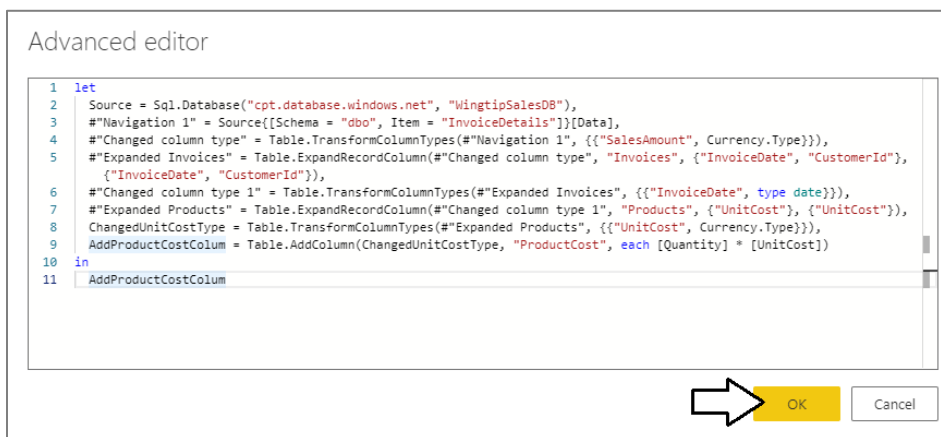 Advanced editor
1 let
2 Source = Sql.Database("cpt.database.windows.net", "WingtipSalesDB"),
3 #"Navigation 1" = Source{[Schema = "dbo", Item = "InvoiceDetails"]}[Data],
4 #"Changed column type" = Table.TransformColumnTypes(#"Navigation 1", {{"SalesAmount", Currency.Type}}),
5 #"Expanded Invoices" = Table.ExpandRecordColumn(#"Changed column type", "Invoices", {"InvoiceDate", "CustomerId"},
{"InvoiceDate", "CustomerId"}),
6 #"Changed column type 1" = Table.TransformColumnTypes(#"Expanded Invoices", {{"InvoiceDate", type date}}),
7 #"Expanded Products" = Table.ExpandRecordColumn(#"Changed column type 1", "Products", {"UnitCost"}, {"UnitCost"}),
8 ChangedUnitCostType = Table.TransformColumnTypes(#"Expanded Products", {{"UnitCost", Currency.Type}}),
9 AddProductCostColum = Table.AddColumn(ChangedUnitCostType, "ProductCost", each [Quantity] * [UnitCost])
10 in
11 AddProductCostColum
OK Cancel